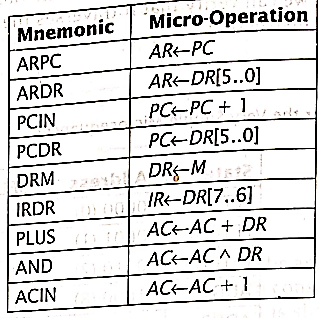 Mnemonic Micro-Operation
ARPC AR←PC
ARDR AR←DR[5..0]
PCIN PC←PC + 1
PCDR PC←DR[5..0]
DRM DR←M
IRDR IR←DR[7..6]
PLUS AC←AC + DR
AND AC←AC ^ DR
ACIN AC←AC + 1